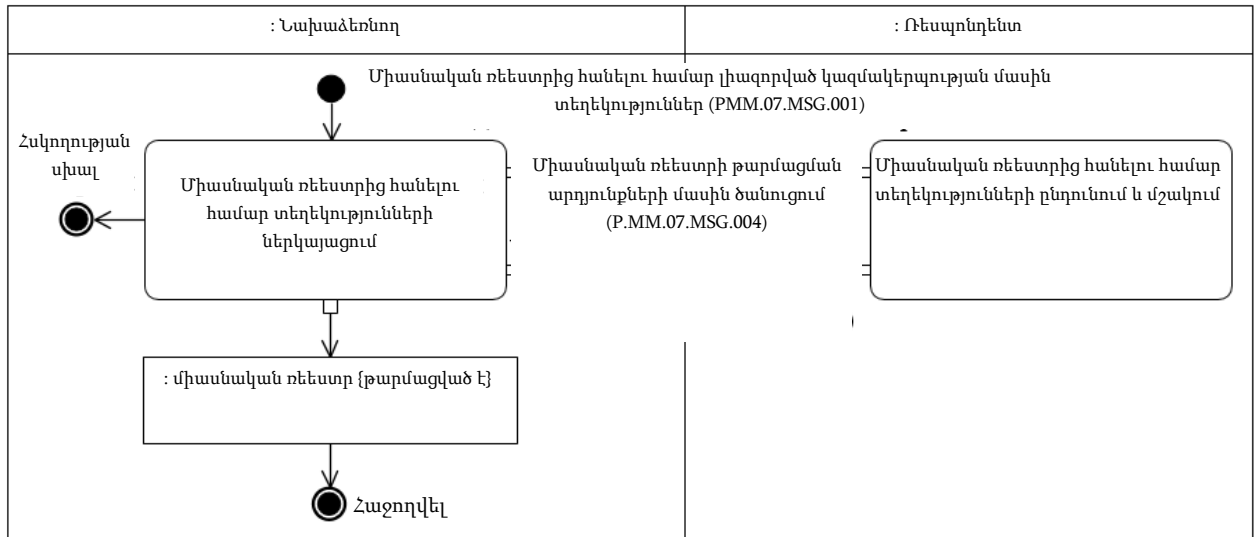 : Նախաձեռնող
: Ռեսպոնդենտ
Միասնական ռեեստրից հանելու համար լիազորված կազմակերպության մասին
տեղեկություններ (PMM.07.MSG.001)
Հսկողության
սխալ
Միասնական ռեեստրից հանելու
համար տեղեկությունների
ներկայացում
Միասնական ռեեստրի թարմացման
արդյունքների մասին ծանուցում
(P.MM.07.MSG.004)
Միասնական ռեեստրից հանելու համար
տեղեկությունների ընդունում և մշակում
: միասնական ռեեստր {թարմացված է}
Հաջողվել